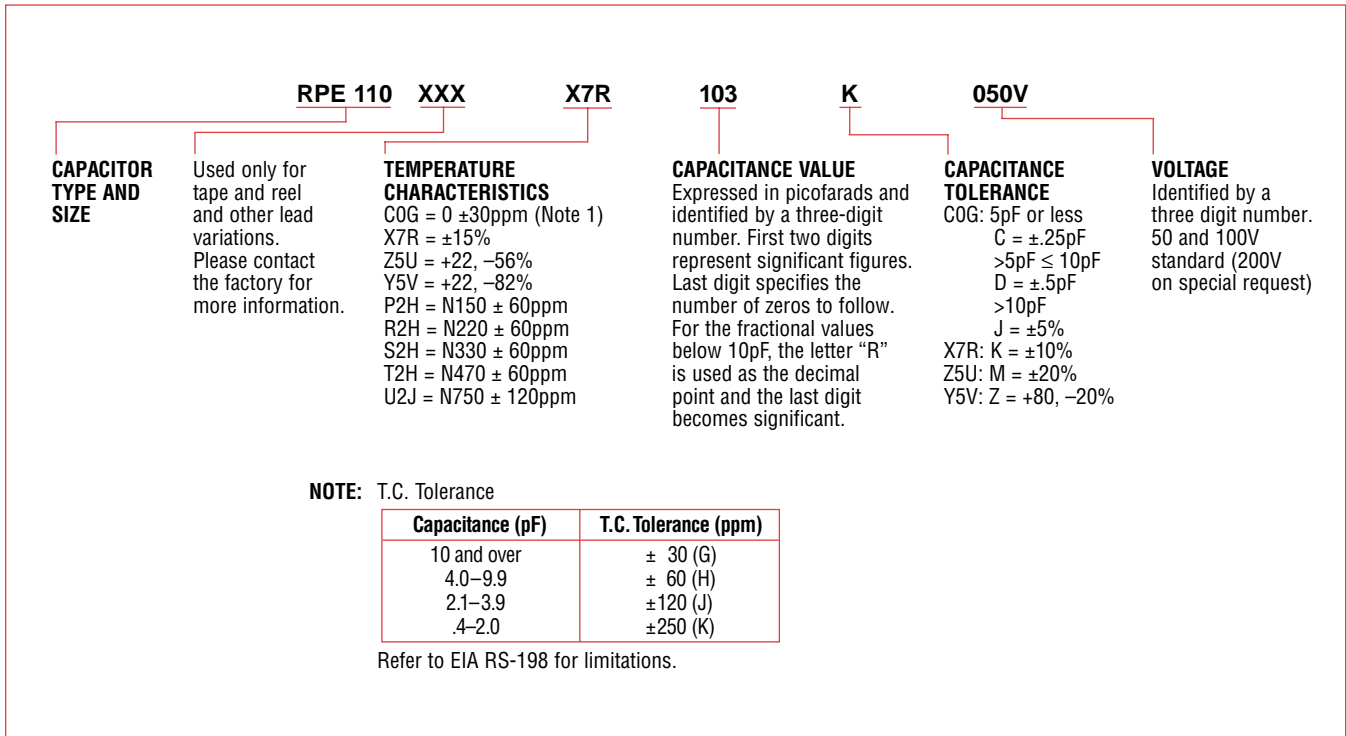 RPE 110 XXX X7R 103 K 050V
CAPACITOR
TYPE AND
SIZE
Used only for
tape and reel
and other lead
variations.
Please contact
the factory for
more information.
TEMPERATURE
CHARACTERISTICS
C0G = 0 ±30ppm (Note 1)
X7R = ±15%
Z5U = +22, –56%
Y5V = +22, –82%
P2H = N150 ± 60ppm
R2H = N220 ± 60ppm
S2H = N330 ± 60ppm
T2H = N470 ± 60ppm
U2J = N750 ± 120ppm
CAPACITANCE VALUE
Expressed in picofarads and
identified by a three-digit
number. First two digits
represent significant figures.
Last digit specifies the
number of zeros to follow.
For the fractional values
below 10pF, the letter “R”
is used as the decimal
point and the last digit
becomes significant.
CAPACITANCE
TOLERANCE
C0G: 5pF or less
C = ±.25pF
>5pF ≤ 10pF
D = ±.5pF
>10pF
J = ±5%
X7R: K = ±10%
Z5U: M = ±20%
Y5V: Z = +80, –20%
VOLTAGE
Identified by a
three digit number.
50 and 100V
standard (200V
on special request)
NOTE: T.C. Tolerance
Capacitance (pF) T.C. Tolerance (ppm)
10 and over ± 30 (G)
4.0–9.9 ± 60 (H)
2.1–3.9 ±120 (J)
.4–2.0 ±250 (K)
Refer to EIA RS-198 for limitations.